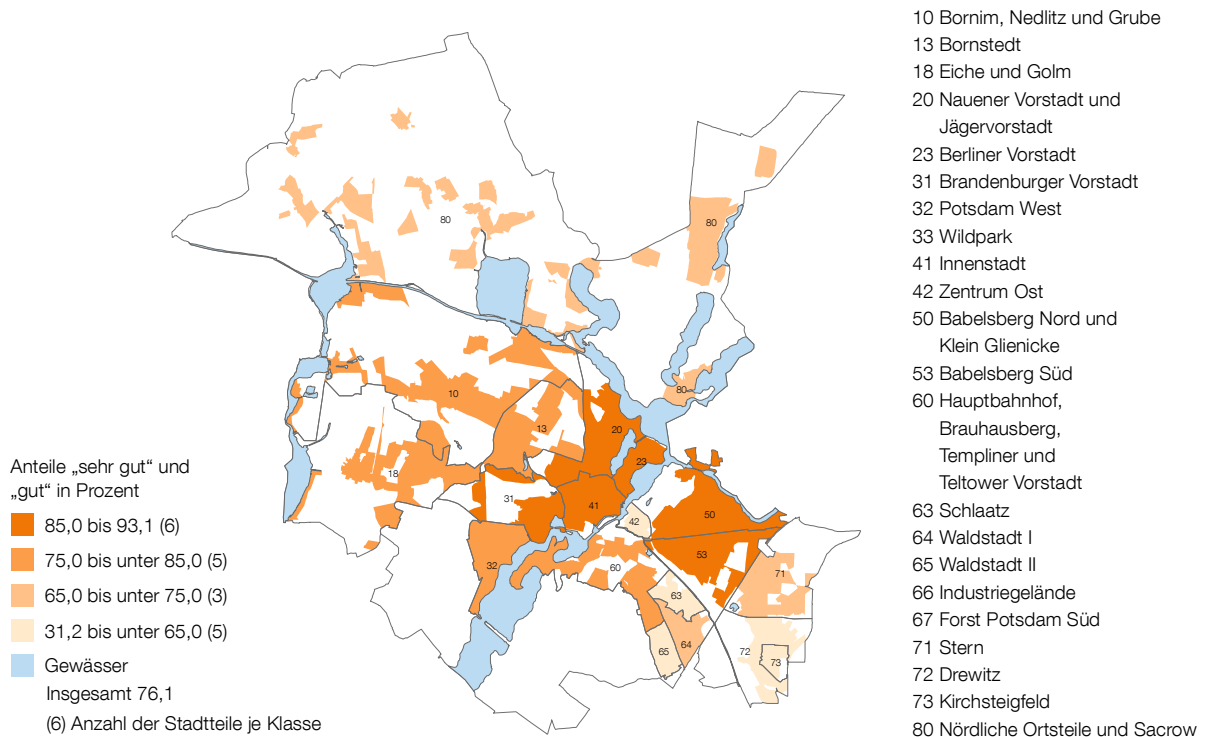 80
80
80
10
13
20
23
18
31
41
42
50
53
32
60
71
63
64
65
72
73
Anteile „sehr gut“ und
„gut“ in Prozent
85,0 bis 93,1 (6)
75,0 bis unter 85,0 (5)
65,0 bis unter 75,0 (3)
31,2 bis unter 65,0 (5)
Gewässer
Insgesamt 76,1
(6) Anzahl der Stadtteile je Klasse
10 Bornim, Nedlitz und Grube
13 Bornstedt
18 Eiche und Golm
20 Nauener Vorstadt und
Jägervorstadt
23 Berliner Vorstadt
31 Brandenburger Vorstadt
32 Potsdam West
33 Wildpark
41 Innenstadt
42 Zentrum Ost
50 Babelsberg Nord und
Klein Glienicke
53 Babelsberg Süd
60 Hauptbahnhof,
Brauhausberg,
Templiner und
Teltower Vorstadt
63 Schlaatz
64 Waldstadt I
65 Waldstadt II
66 Industriegelände
67 Forst Potsdam Süd
71 Stern
72 Drewitz
73 Kirchsteigfeld
80 Nördliche Ortsteile und Sacrow